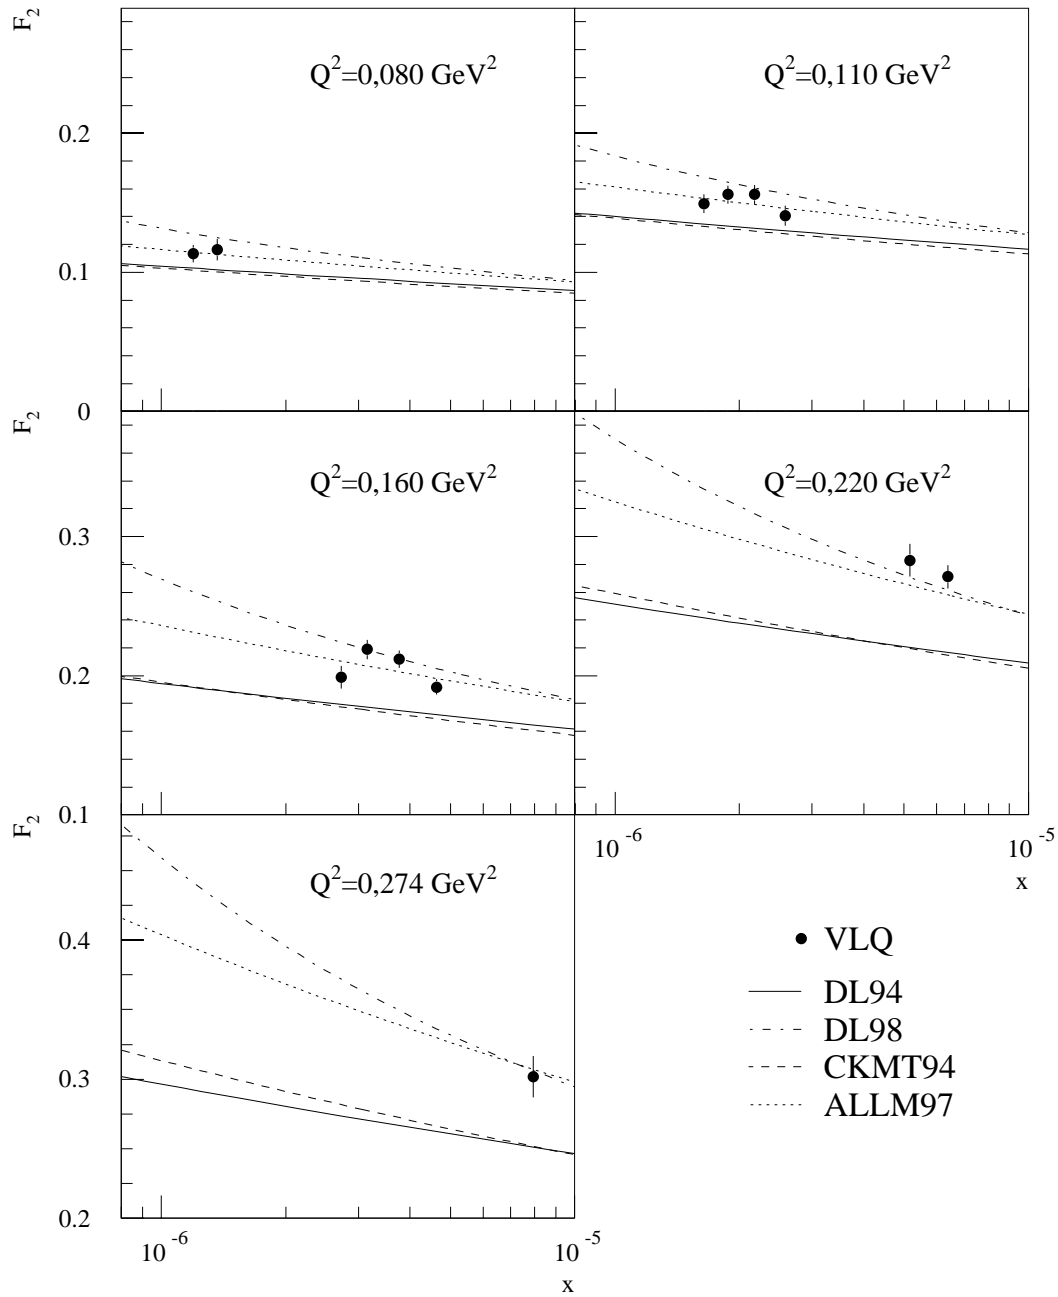 F2
Q2=0,080 GeV2
Q2=0,110 GeV2
0.2
0.1
0
F2
Q2=0,160 GeV2
Q2=0,220 GeV2
0.3
0.2
0.1
F2
10-6
10-5
x
Q2=0,274 GeV2
0.4
0.3
0.2
10-6
10-5
x
VLQ
DL94
DL98
CKMT94
ALLM97